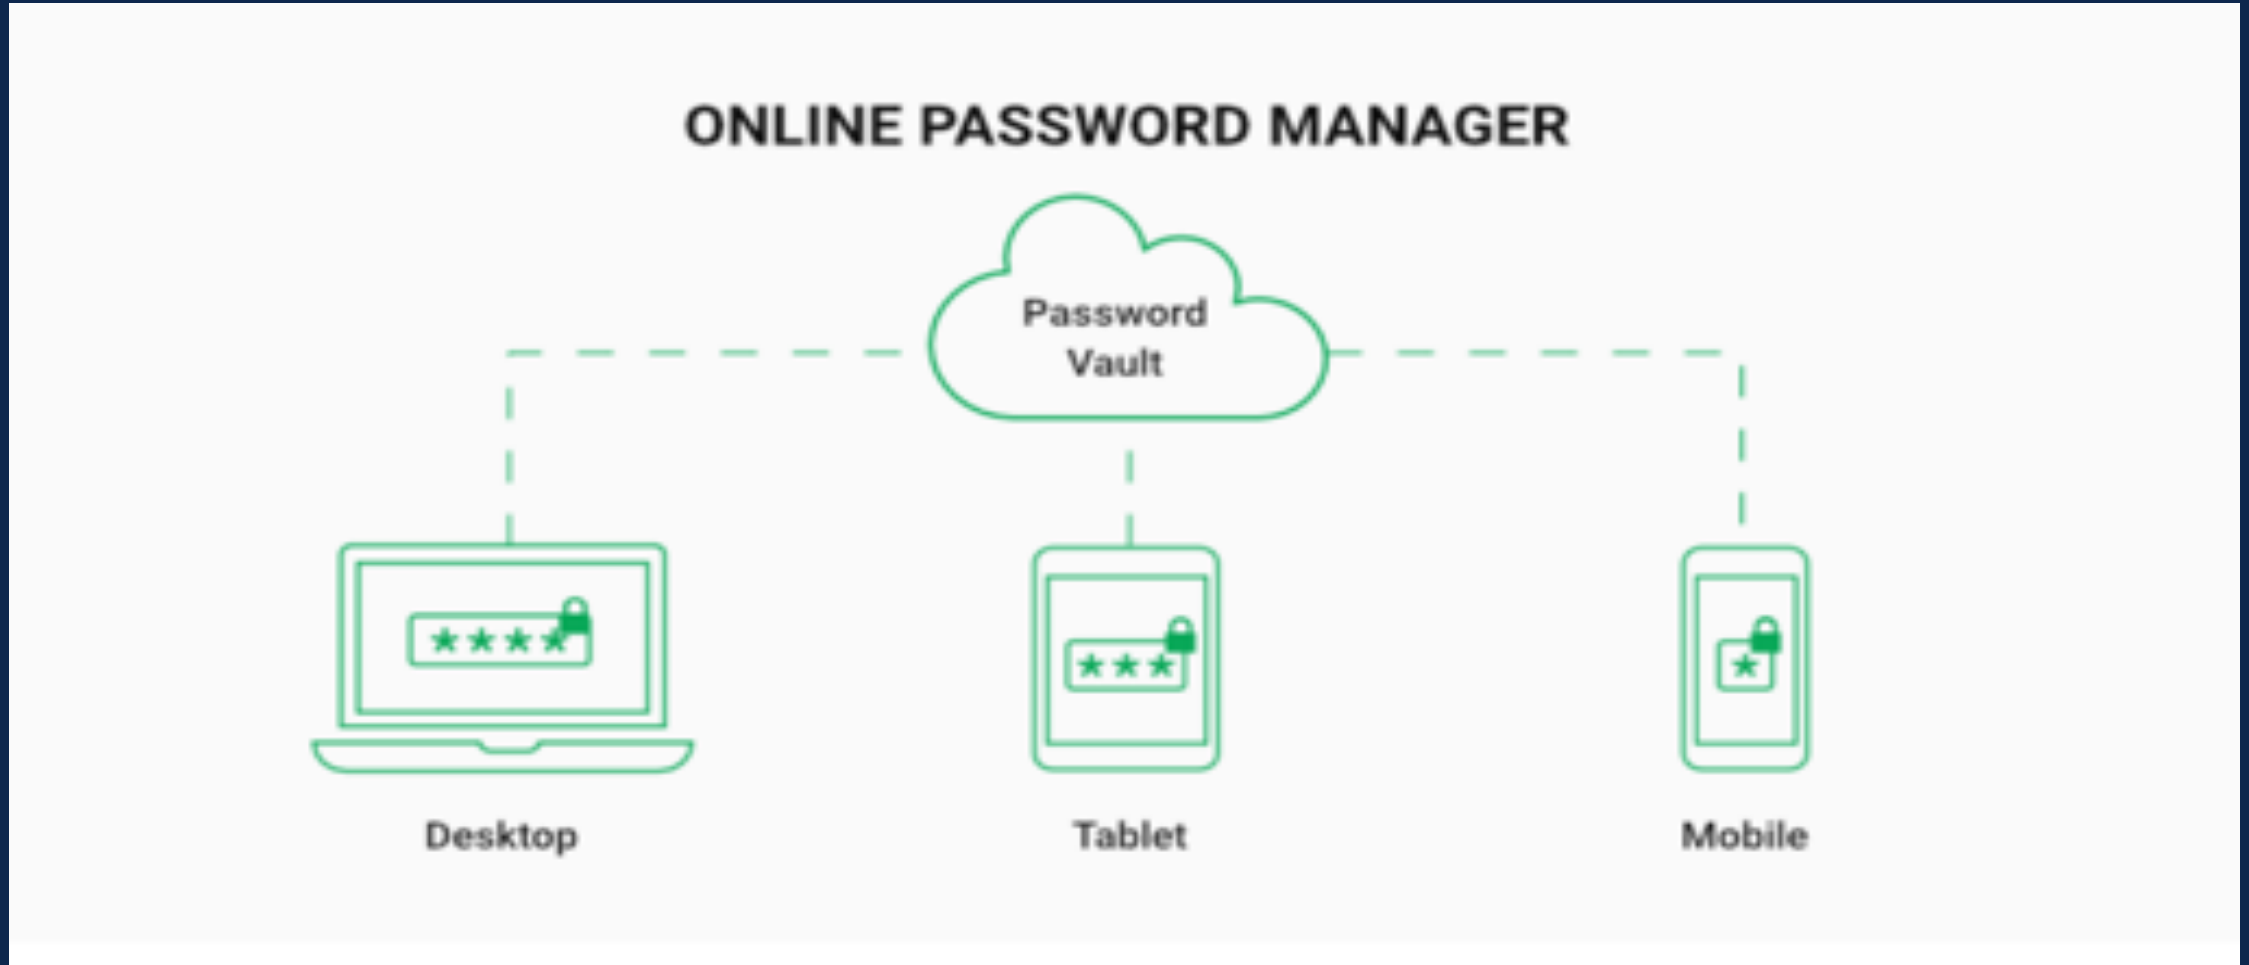 ONLINE PASSWORD MANAGER
Password
Vault
★★★★
★★★
★
Desktop
Tablet
Mobile